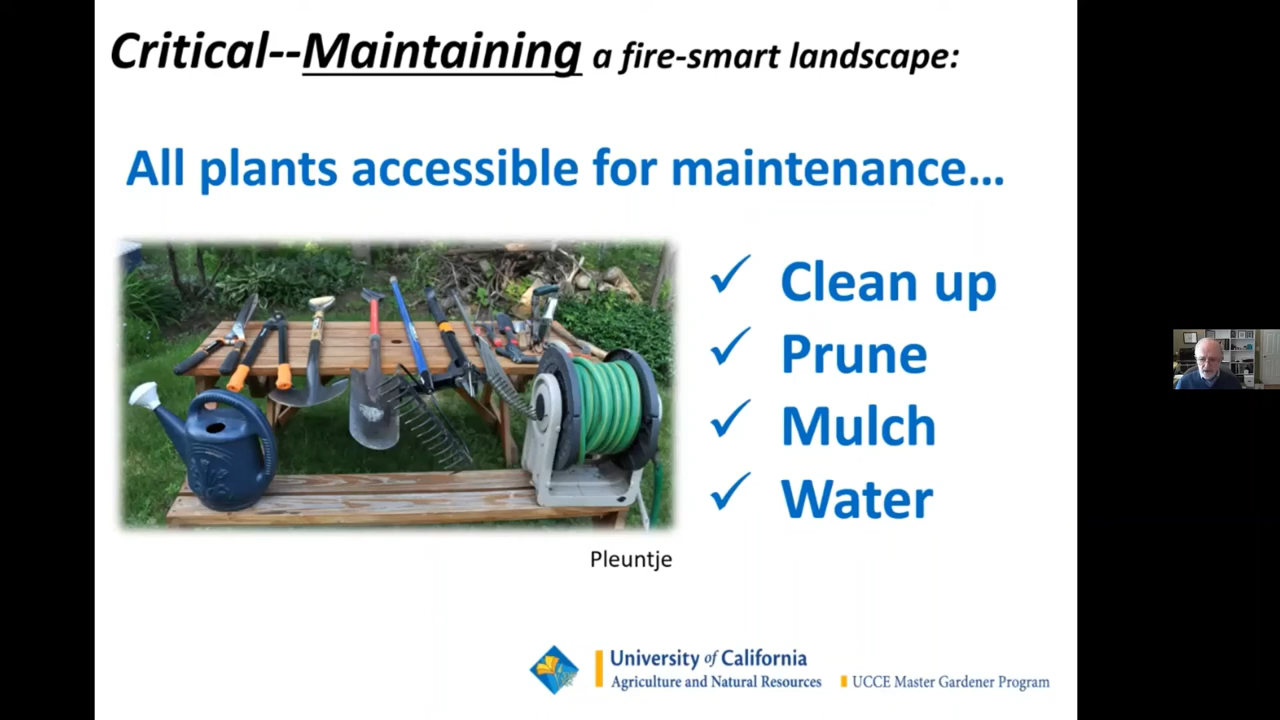 Critical--Maintaining a fire-smart landscape:
All plants accessible for maintenance...
✓ Clean up
✓ Prune
✓ Mulch
✓ Water
Pleuntje
University of California
Agriculture and Natural Resources
UCCE Master Gardener Program